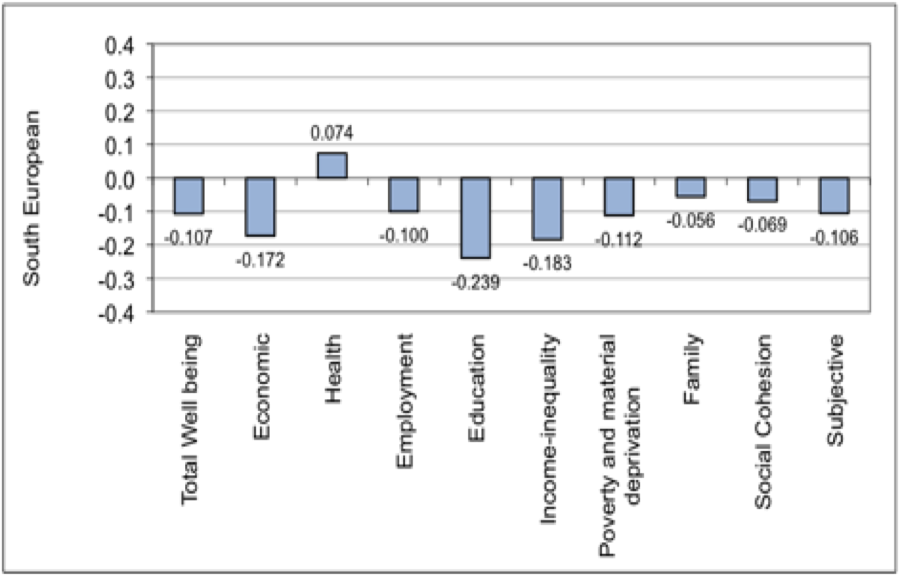 South European
0.4
0.3
0.2
0.1
0.0
-0.1
-0.2
-0.3
-0.4
-0.107
-0.172
0.074
-0.100
-0.239
-0.183
-0.112
-0.056
-0.069
-0.106
Total Well being
Economic
Health
Employment
Education
Income-inequality
Poverty and material
deprivation
Family
Social Cohesion
Subjective